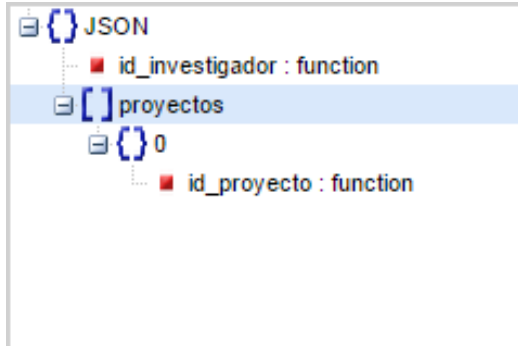 {} JSON
id_investigador : function
[] proyectos
{} 0
id_proyecto : function